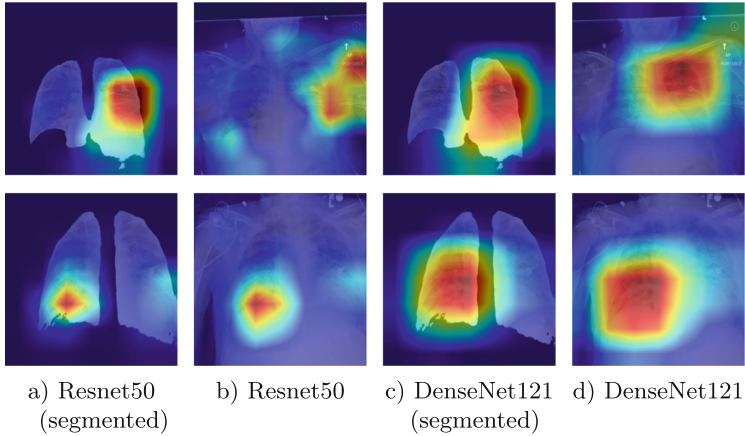 a) Resnet50
(segmented)
b) Resnet50
c) DenseNet121
(segmented)
d) DenseNet121